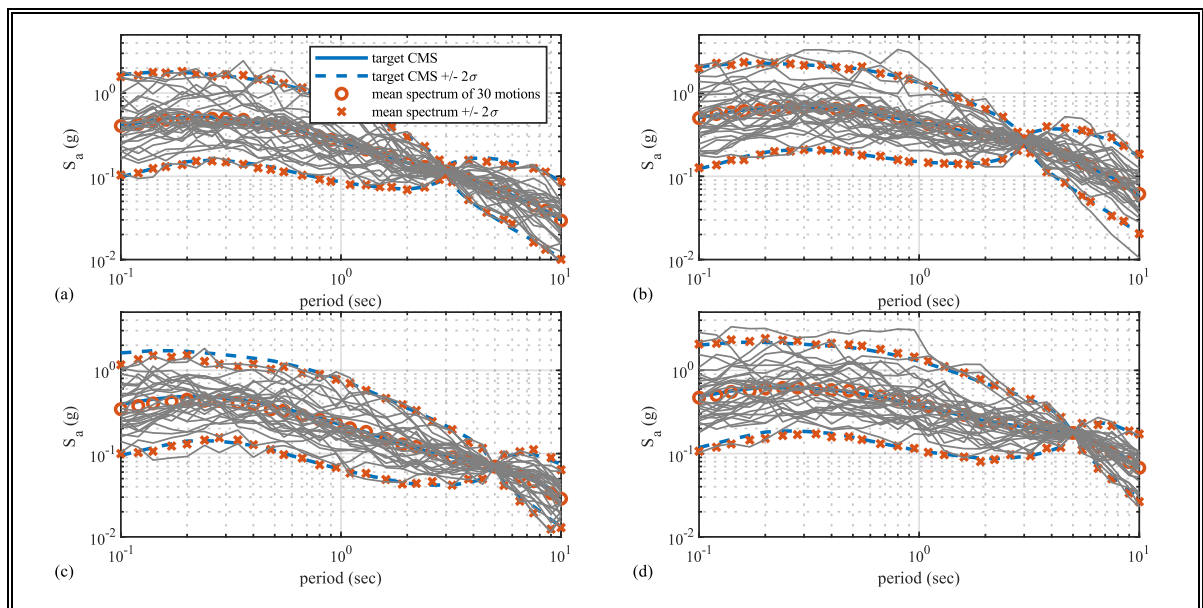 target CMS
target CMS +/- 2σ
mean spectrum of 30 motions
mean spectrum +/- 2σ
10^0
10^-1
10^-2
S_a (g)
10^-1
10^0
10^1
period (sec)
(a)
10^0
10^-1
10^-2
S_a (g)
10^-1
10^0
10^1
period (sec)
(b)
10^0
10^-1
10^-2
S_a (g)
10^-1
10^0
10^1
period (sec)
(c)
10^0
10^-1
10^-2
S_a (g)
10^-1
10^0
10^1
period (sec)
(d)